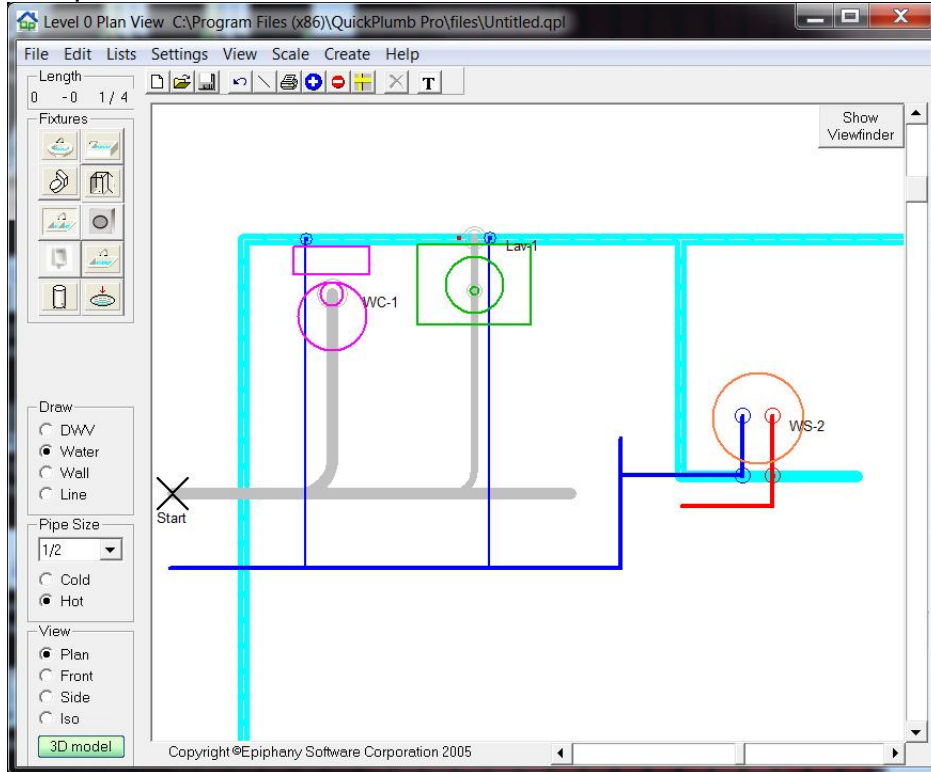 Level 0 Plan View C:\Program Files (x86)\QuickPlumb Pro\files\Untitled.qpl
File Edit Lists Settings View Scale Create Help
Length
0 -0 1/4
T
Fixtures
Show
Viewfinder
Lav-1
WC-1
WS-2
Start
Draw
DWV
Water
Wall
Line
Pipe Size
1/2
Cold
Hot
View
Plan
Front
Side
Iso
3D model
Copyright ©Epiphany Software Corporation 2005